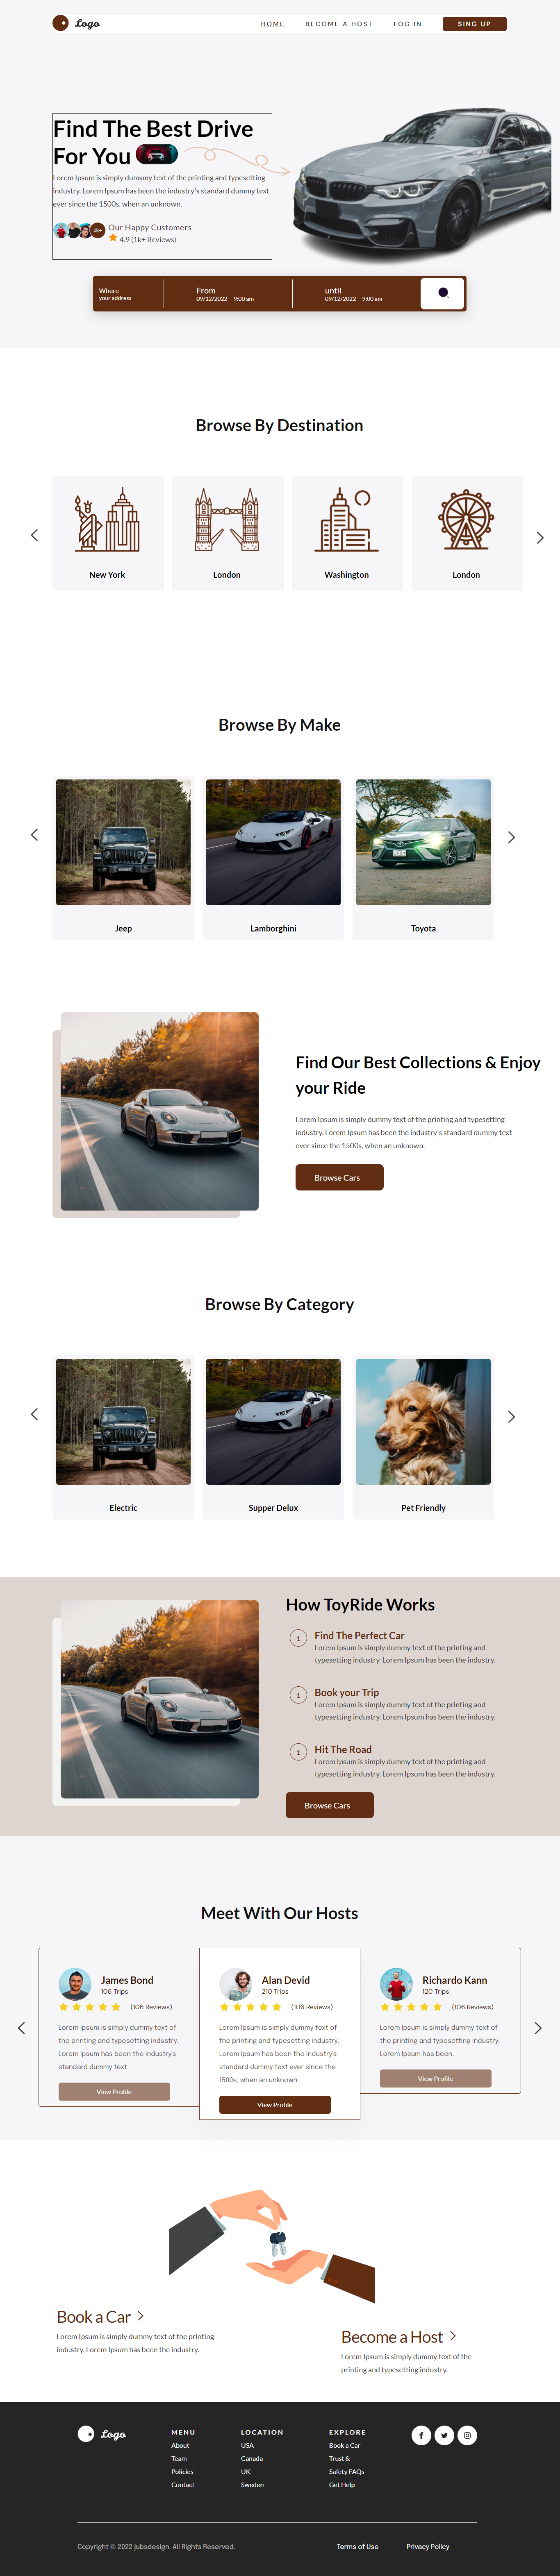 Logo
HOME BECOME A HOST LOG IN SING UP
Find The Best Drive
For You
Lorem Ipsum is simply dummy text of the printing and typesetting
industry. Lorem Ipsum has been the industry's standard dummy text
ever since the 1500s, when an unknown.
3k+
Our Happy Customers
4.9 (1k+ Reviews)
Where
your address
From
09/12/2022 9:00 am
until
09/12/2022 9:00 am
Browse By Destination
New York
London
Washington
London
Browse By Make
Jeep
Lamborghini
Toyota
Find Our Best Collections & Enjoy
your Ride
Lorem Ipsum is simply dummy text of the printing and typesetting
industry. Lorem Ipsum has been the industry's standard dummy text
ever since the 1500s, when an unknown.
Browse Cars
Browse By Category
Electric
Supper Delux
Pet Friendly
How ToyRide Works
1
Find The Perfect Car
Lorem Ipsum is simply dummy text of the printing and
typesetting industry. Lorem Ipsum has been the industry.
1
Book your Trip
Lorem Ipsum is simply dummy text of the printing and
typesetting industry. Lorem Ipsum has been the industry.
1
Hit The Road
Lorem Ipsum is simply dummy text of the printing and
typesetting industry. Lorem Ipsum has been the industry.
Browse Cars
Meet With Our Hosts
James Bond
106 Trips
(106 Reviews)
Lorem Ipsum is simply dummy text of
the printing and typesetting industry.
Lorem Ipsum has been the industry's
standard dummy text.
View Profile
Alan Devid
210 Trips
(106 Reviews)
Lorem Ipsum is simply dummy text of
the printing and typesetting industry.
Lorem Ipsum has been the industry's
standard dummy text ever since the
1500s, when an unknown.
View Profile
Richardo Kann
120 Trips
(106 Reviews)
Lorem Ipsum is simply dummy text of
the printing and typesetting industry.
Lorem Ipsum has been.
View Profile
Book a Car
Lorem Ipsum is simply dummy text of the printing
industry. Lorem Ipsum has been the industry.
Become a Host
Lorem Ipsum is simply dummy text of the
printing and typesetting industry.
Logo
MENU
About
Team
Policies
Contact
LOCATION
USA
Canada
UK
Sweden
EXPLORE
Book a Car
Trust &
Safety FAQs
Get Help
Copyright © 2022 jubsdesign. All Rights Reserved.
Terms of Use
Privacy Policy